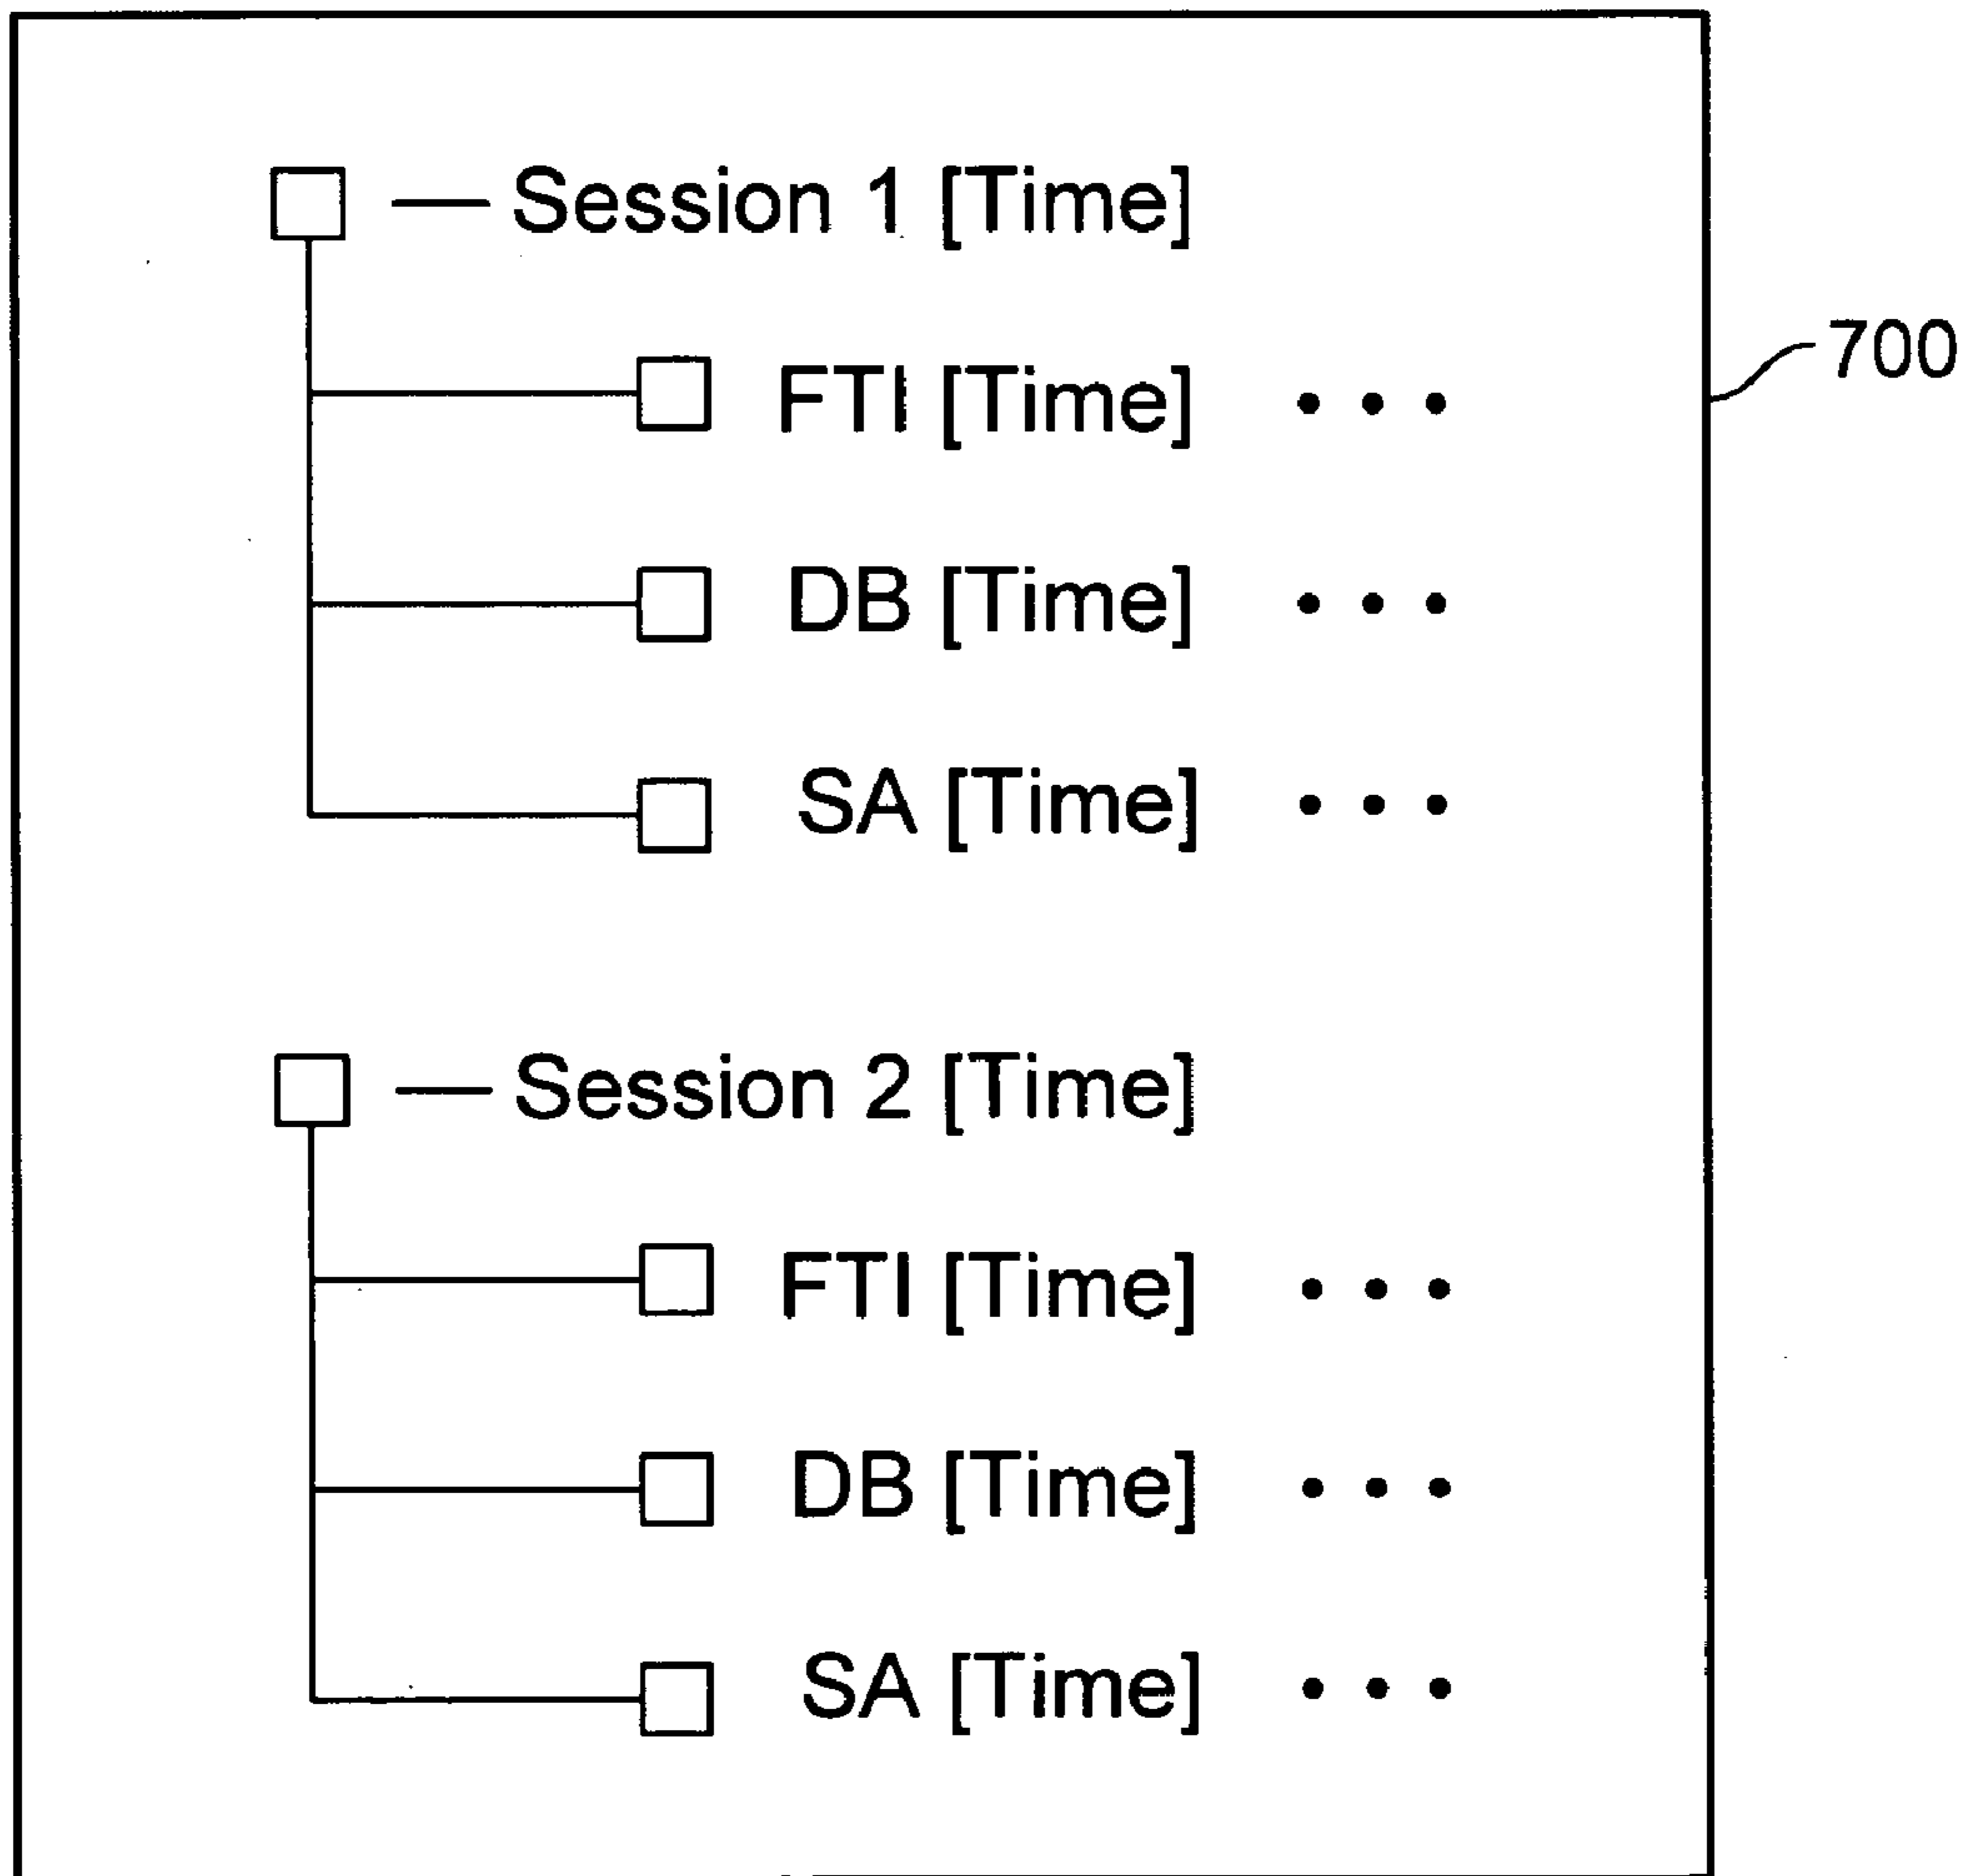 Session 1 [Time]
700
FTI [Time] • • •
DB [Time] • • •
SA [Time] • • •
Session 2 [Time]
FTI [Time] • • •
DB [Time] • • •
SA [Time] • • •